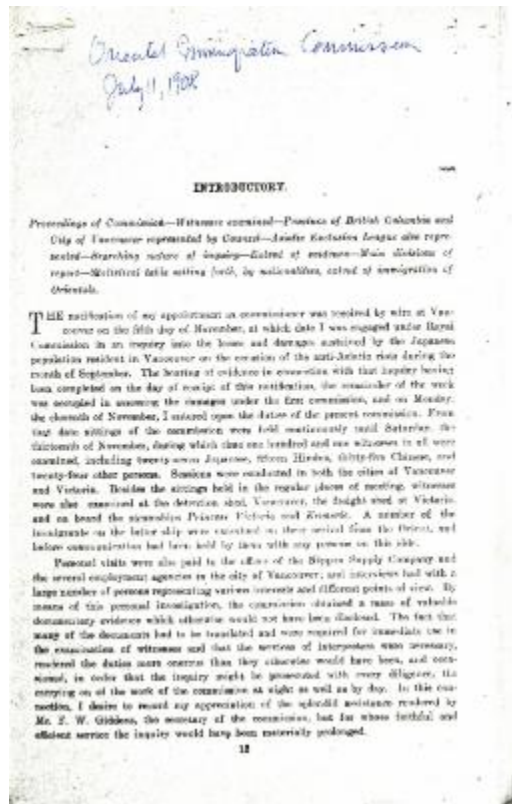 Oriental Immigration Commission
July 11, 1908
INTRODUCTORY.
Proceedings of Commission—Witnesses examined—Province of British Columbia and
City of Vancouver represented by Counsel—Asiatic Exclusion League also repre-
sented—Searching nature of inquiry—Extent of evidence—Main divisions of
report—Statistical table setting forth, by nationalities, extent of immigration of
Orientals.
THE notification of my appointment as commissioner was received by wire at Van-
couver on the fifth day of November, at which date I was engaged under Royal
Commission in an inquiry into the losses and damages sustained by the Japanese
population resident in Vancouver on the occasion of the anti-Asiatic riots during the
month of September. The hearing of evidence in connection with that inquiry having
been completed on the day of receipt of this notification, the remainder of the week
was occupied in assessing the damages under the first commission, and on Monday,
the eleventh of November, I entered upon the duties of the present commission. From
that date sittings of the commission were held continuously until Saturday, the
thirteenth of November, during which time one hundred and one witnesses in all were
examined, including twenty-seven Japanese, fifteen Hindus, thirty-five Chinese, and
twenty-four other persons. Sessions were conducted in both the cities of Vancouver
and Victoria. Besides the sittings held in the regular places of meeting, witnesses
were also examined at the detention shed, Vancouver, the freight shed at Victoria,
and on board the steamships Princess Victoria and Kumeric. A number of the
immigrants on the latter ship were examined on their arrival from the Orient, and
before communication had been held by them with any persons on this side.
Personal visits were also paid to the office of the Nippon Supply Company and
the several employment agencies in the city of Vancouver, and interviews had with a
large number of persons representing various interests and different points of view. By
means of this personal investigation, the commission obtained a mass of valuable
documentary evidence which otherwise would not have been disclosed. The fact that
many of the documents had to be translated and were required for immediate use in
the examination of witnesses and that the services of interpreters were necessary,
rendered the duties more onerous than they otherwise would have been, and occa-
sioned, in order that the inquiry might be prosecuted with every diligence, the
carrying on of the work of the commission at night as well as by day. In this con-
nection, I desire to record my appreciation of the splendid assistance rendered by
Mr. F. W. Giddens, the secretary of the commission, but for whose faithful and
efficient service the inquiry would have been materially prolonged.